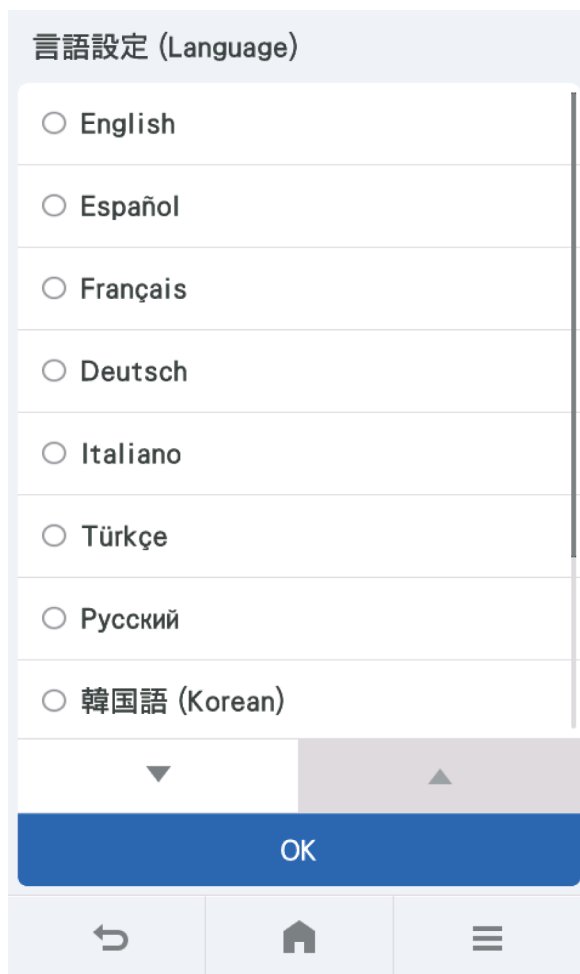 言語設定 (Language)
English
Español
Français
Deutsch
Italiano
Türkçe
Русский
韓国語 (Korean)
OK